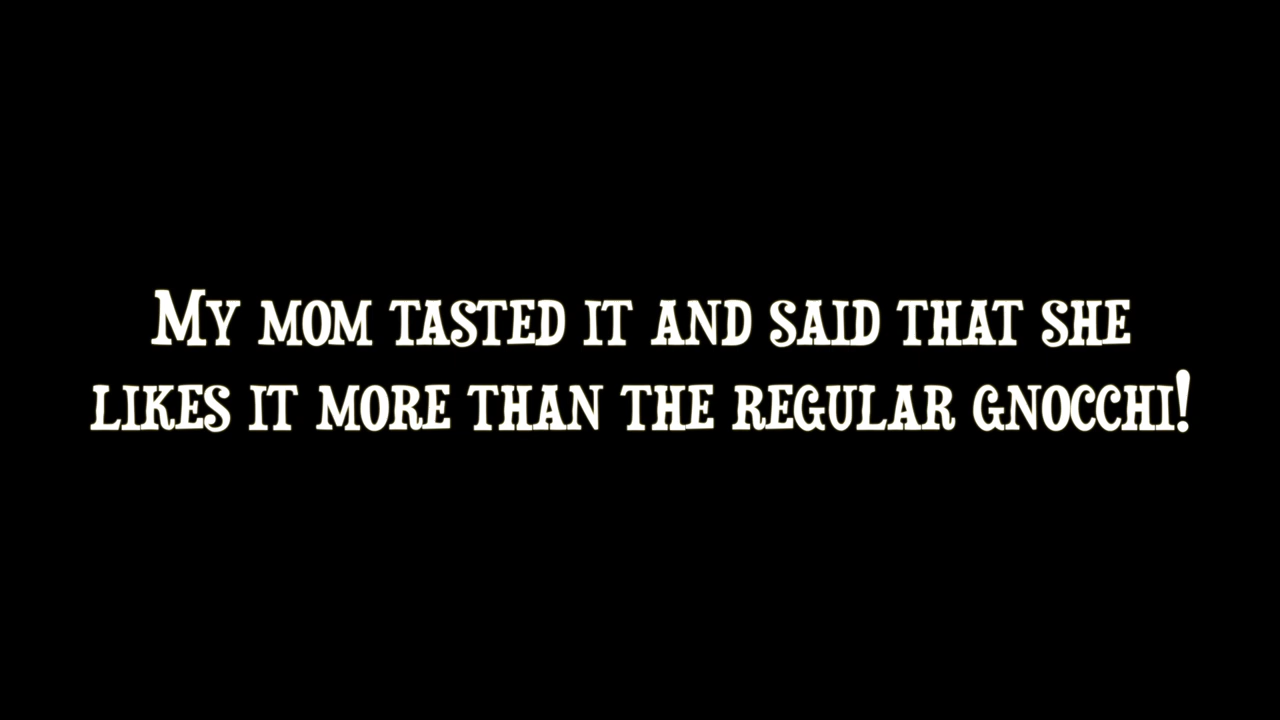 My mom tasted it and said that she
likes it more than the regular gnocchi!